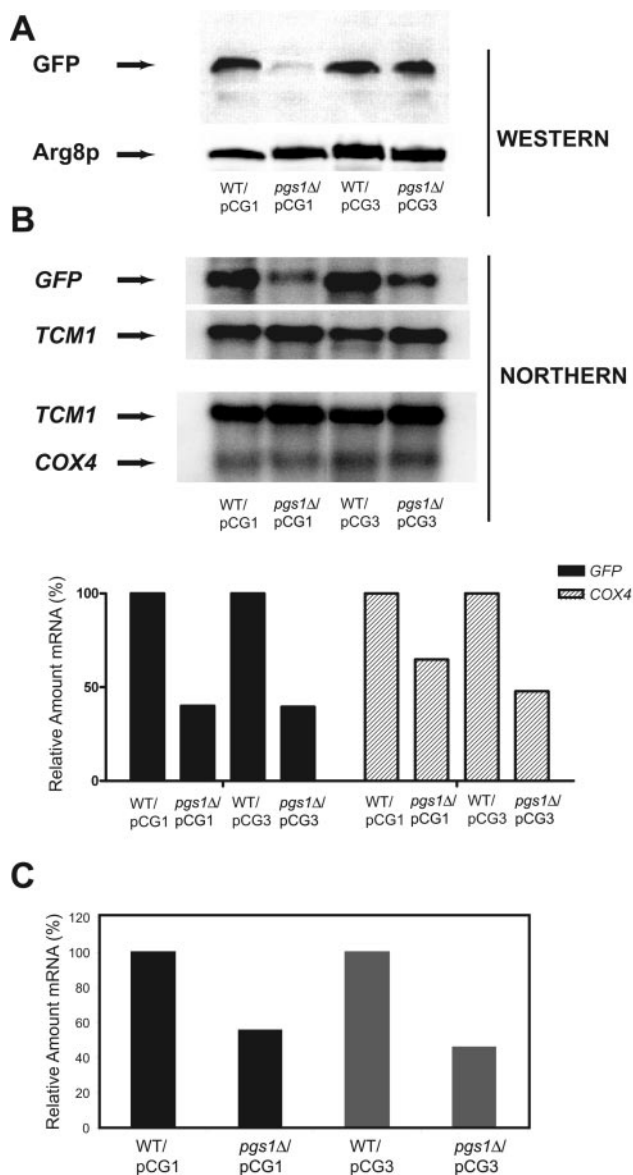 A
GFP
Arg8p
WESTERN
WT/ pgs1Δ/ WT/ pgs1Δ/
pCG1 pCG1 pCG3 pCG3
B
GFP
TCM1
NORTHERN
TCM1
COX4
WT/ pgs1Δ/ WT/ pgs1Δ/
pCG1 pCG1 pCG3 pCG3
GFP
COX4
Relative Amount mRNA (%)
100
50
0
WT/ pgs1Δ/ WT/ pgs1Δ/ WT/ pgs1Δ/ WT/ pgs1Δ/
pCG1 pCG1 pCG3 pCG3 pCG1 pCG1 pCG3 pCG3
C
Relative Amount mRNA (%)
120
100
80
60
40
20
0
WT/ pgs1Δ/ WT/ pgs1Δ/
pCG1 pCG1 pCG3 pCG3